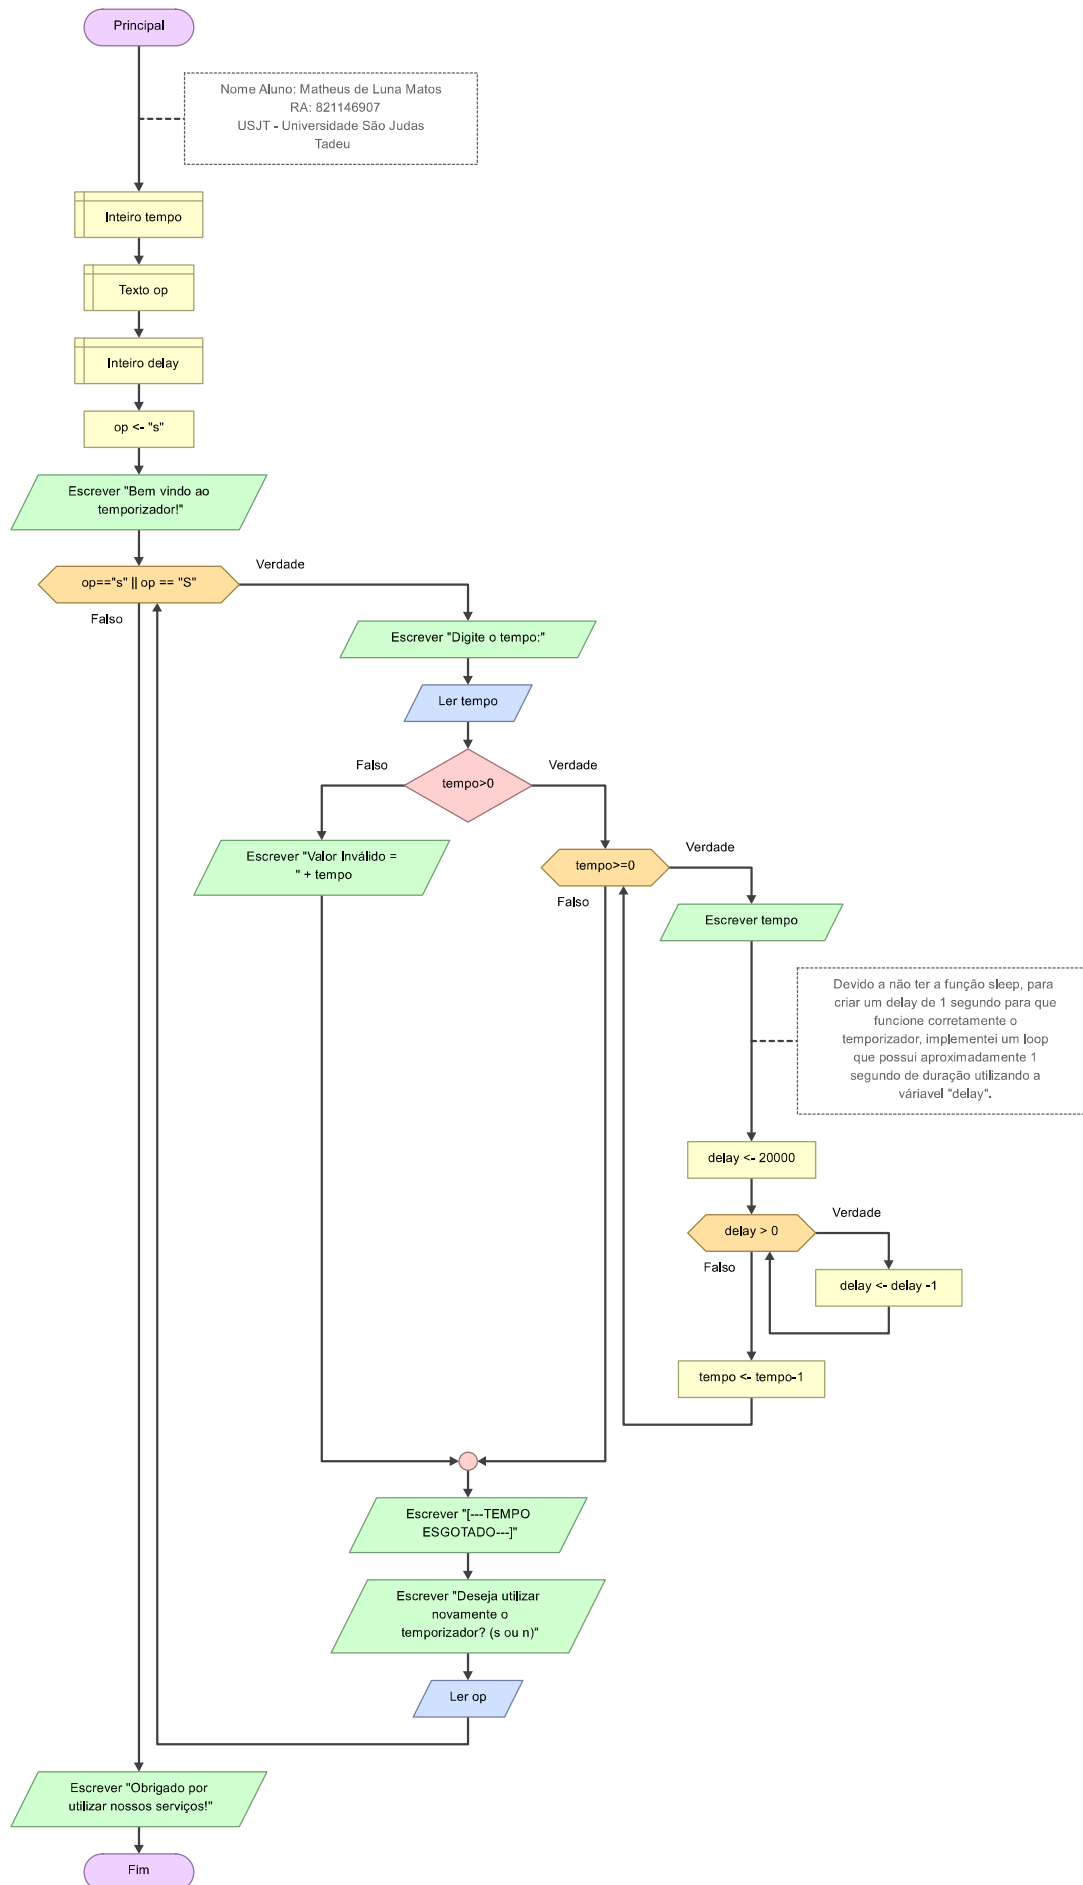 Principal
Nome Aluno: Matheus de Luna Matos
RA: 821146907
USJT - Universidade São Judas
Tadeu
Inteiro tempo
Texto op
Inteiro delay
op <- "s"
Escrever "Bem vindo ao
temporizador!"
op=="s" || op == "S"
Verdade
Falso
Escrever "Digite o tempo:"
Ler tempo
tempo>0
Falso
Verdade
Escrever "Valor Inválido =
" + tempo
tempo>=0
Verdade
Falso
Escrever tempo
Devido a não ter a função sleep, para
criar um delay de 1 segundo para que
funcione corretamente o
temporizador, implementei um loop
que possui aproximadamente 1
segundo de duração utilizando a
váriavel "delay".
delay <- 20000
delay > 0
Verdade
Falso
delay <- delay -1
tempo <- tempo-1
Escrever "[---TEMPO
ESGOTADO---]"
Escrever "Deseja utilizar
novamente o
temporizador? (s ou n)"
Ler op
Escrever "Obrigado por
utilizar nossos serviços!"
Fim